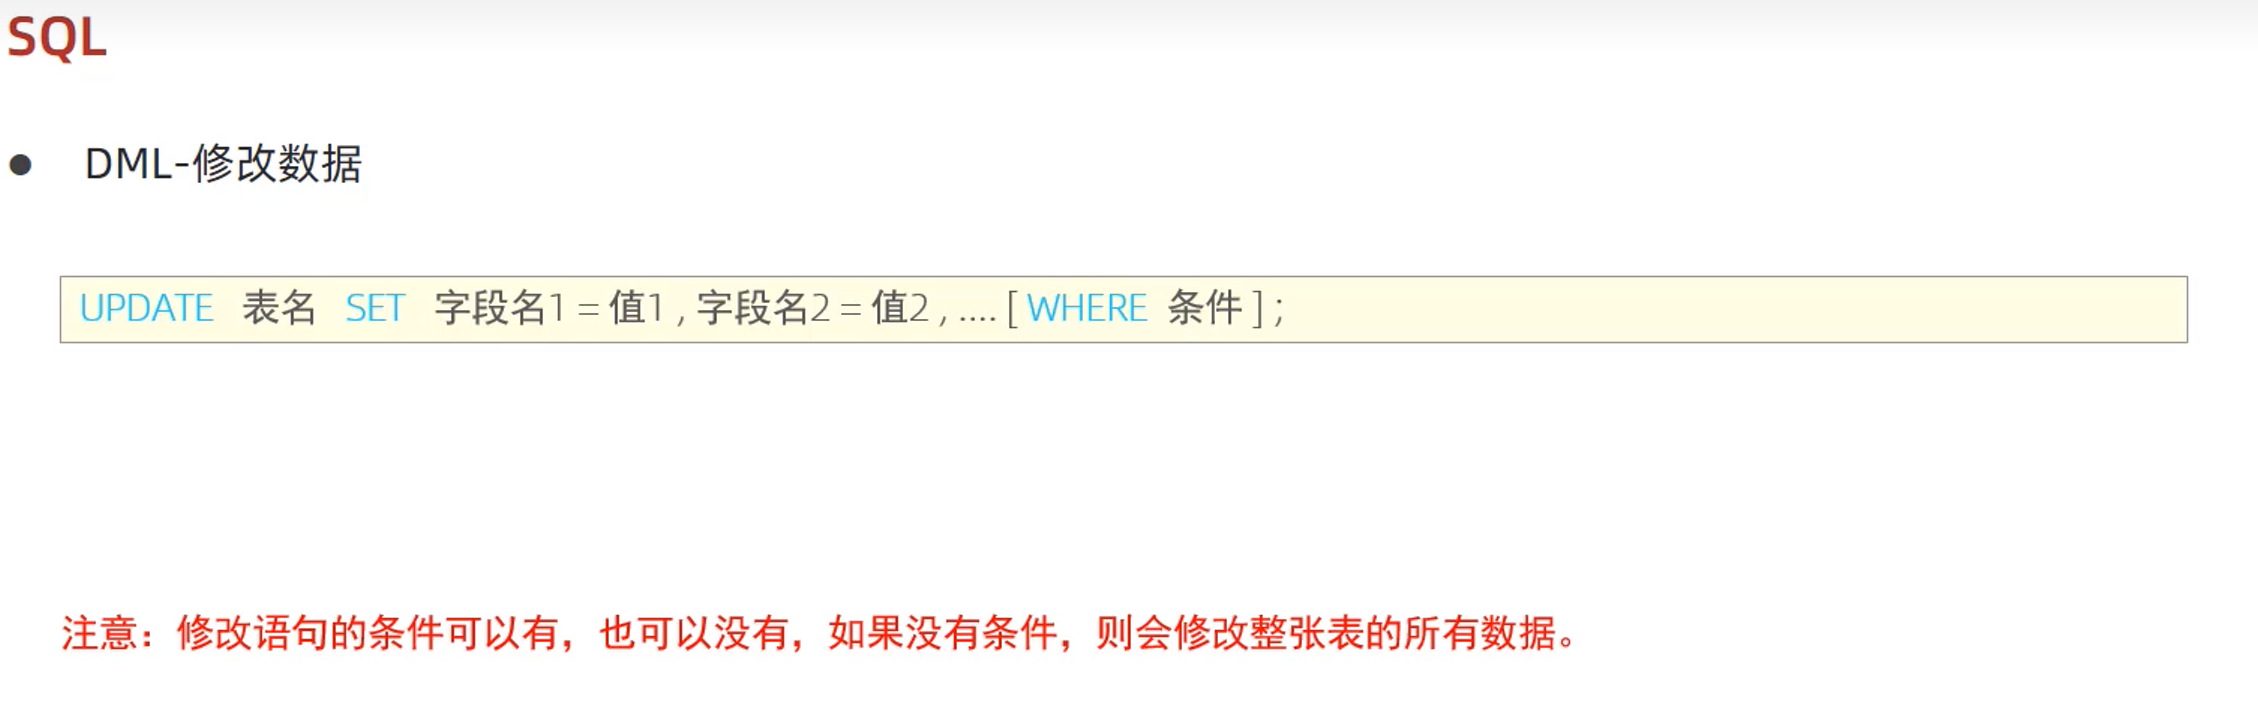 SQL
● DML-修改数据
UPDATE 表名 SET 字段名1 = 值1 , 字段名2 = 值2 , .... [ WHERE 条件 ] ;
注意：修改语句的条件可以有，也可以没有，如果没有条件，则会修改整张表的所有数据。